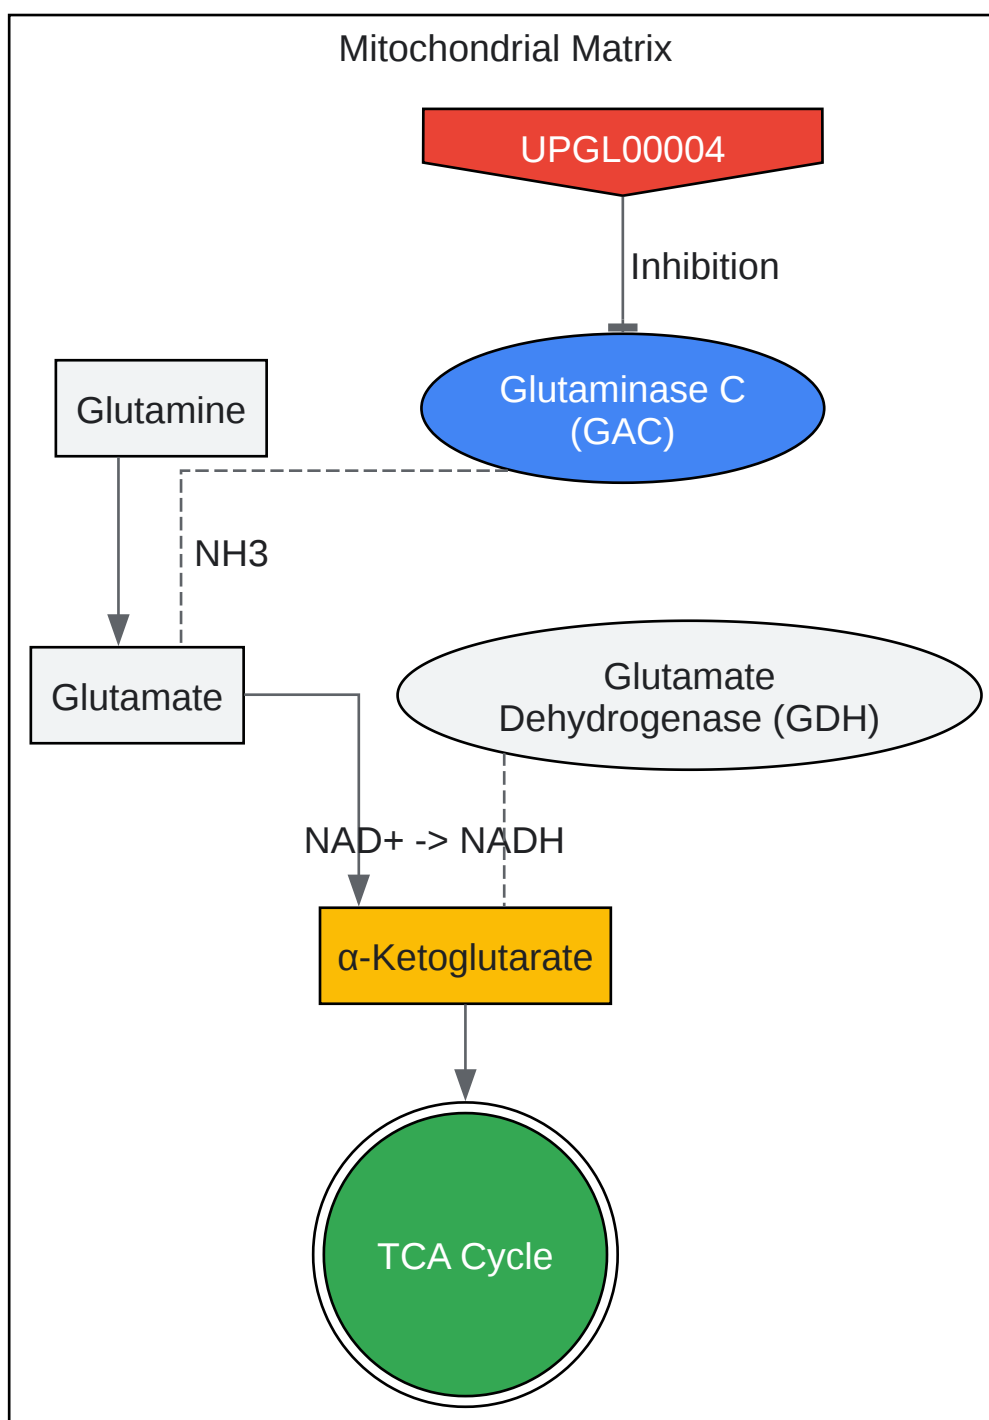 Mitochondrial Matrix
UPGL00004
Inhibition
Glutamine
Glutaminase C
(GAC)
NH3
Glutamate
Glutamate
Dehydrogenase (GDH)
NAD+ -> NADH
α-Ketoglutarate
TCA Cycle